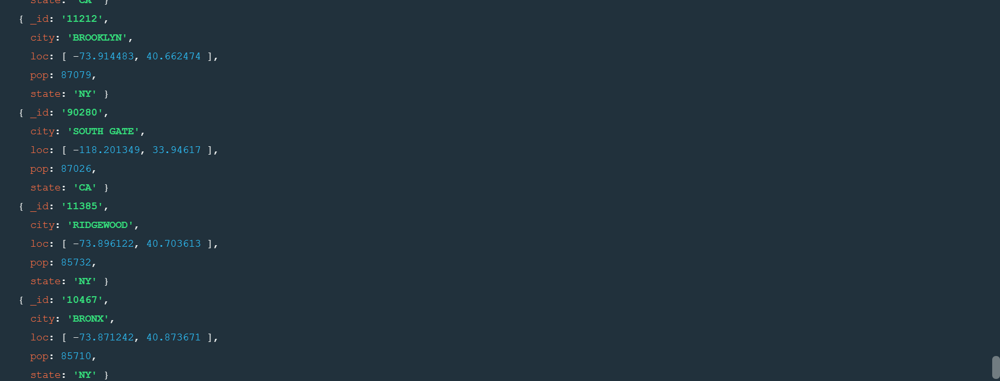 state: 'CA' }
{ _id: '11212',
city: 'BROOKLYN',
loc: [ -73.914483, 40.662474 ],
pop: 87079,
state: 'NY' }
{ _id: '90280',
city: 'SOUTH GATE',
loc: [ -118.201349, 33.94617 ],
pop: 87026,
state: 'CA' }
{ _id: '11385',
city: 'RIDGEWOOD',
loc: [ -73.896122, 40.703613 ],
pop: 85732,
state: 'NY' }
{ _id: '10467',
city: 'BRONX',
loc: [ -73.871242, 40.873671 ],
pop: 85710,
state: 'NY' }